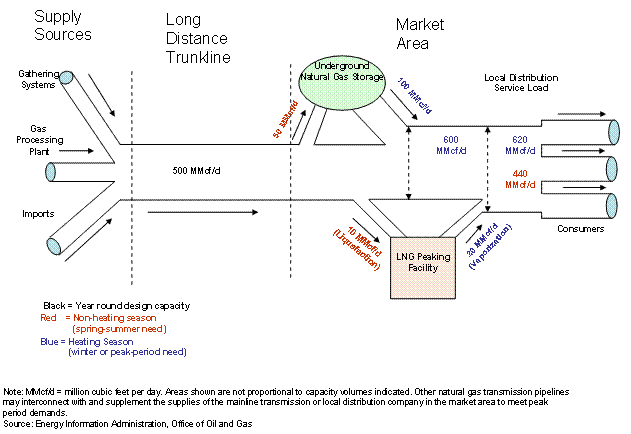 Supply
Sources
Long
Distance
Trunkline
Market
Area
Gathering
Systems
Underground
Natural Gas Storage
Local Distribution
Service Load
100 MMcf/d
50 MMcf/d
Gas
Processing
Plant
600
MMcf/d
620
MMcf/d
500 MMcf/d
440
MMcf/d
Imports
10 MMcf/d
(Liquefaction)
LNG Peaking
Facility
20 MMcf/d
(Vaporization)
Consumers
Black = Year round design capacity
Red = Non-heating season
(spring-summer need)
Blue = Heating Season
(winter or peak-period need)
Note: MMcf/d = million cubic feet per day. Areas shown are not proportional to capacity volumes indicated. Other natural gas transmission pipelines
may interconnect with and supplement the supplies of the mainline transmission or local distribution company in the market area to meet peak
period demands.
Source: Energy Information Administration, Office of Oil and Gas